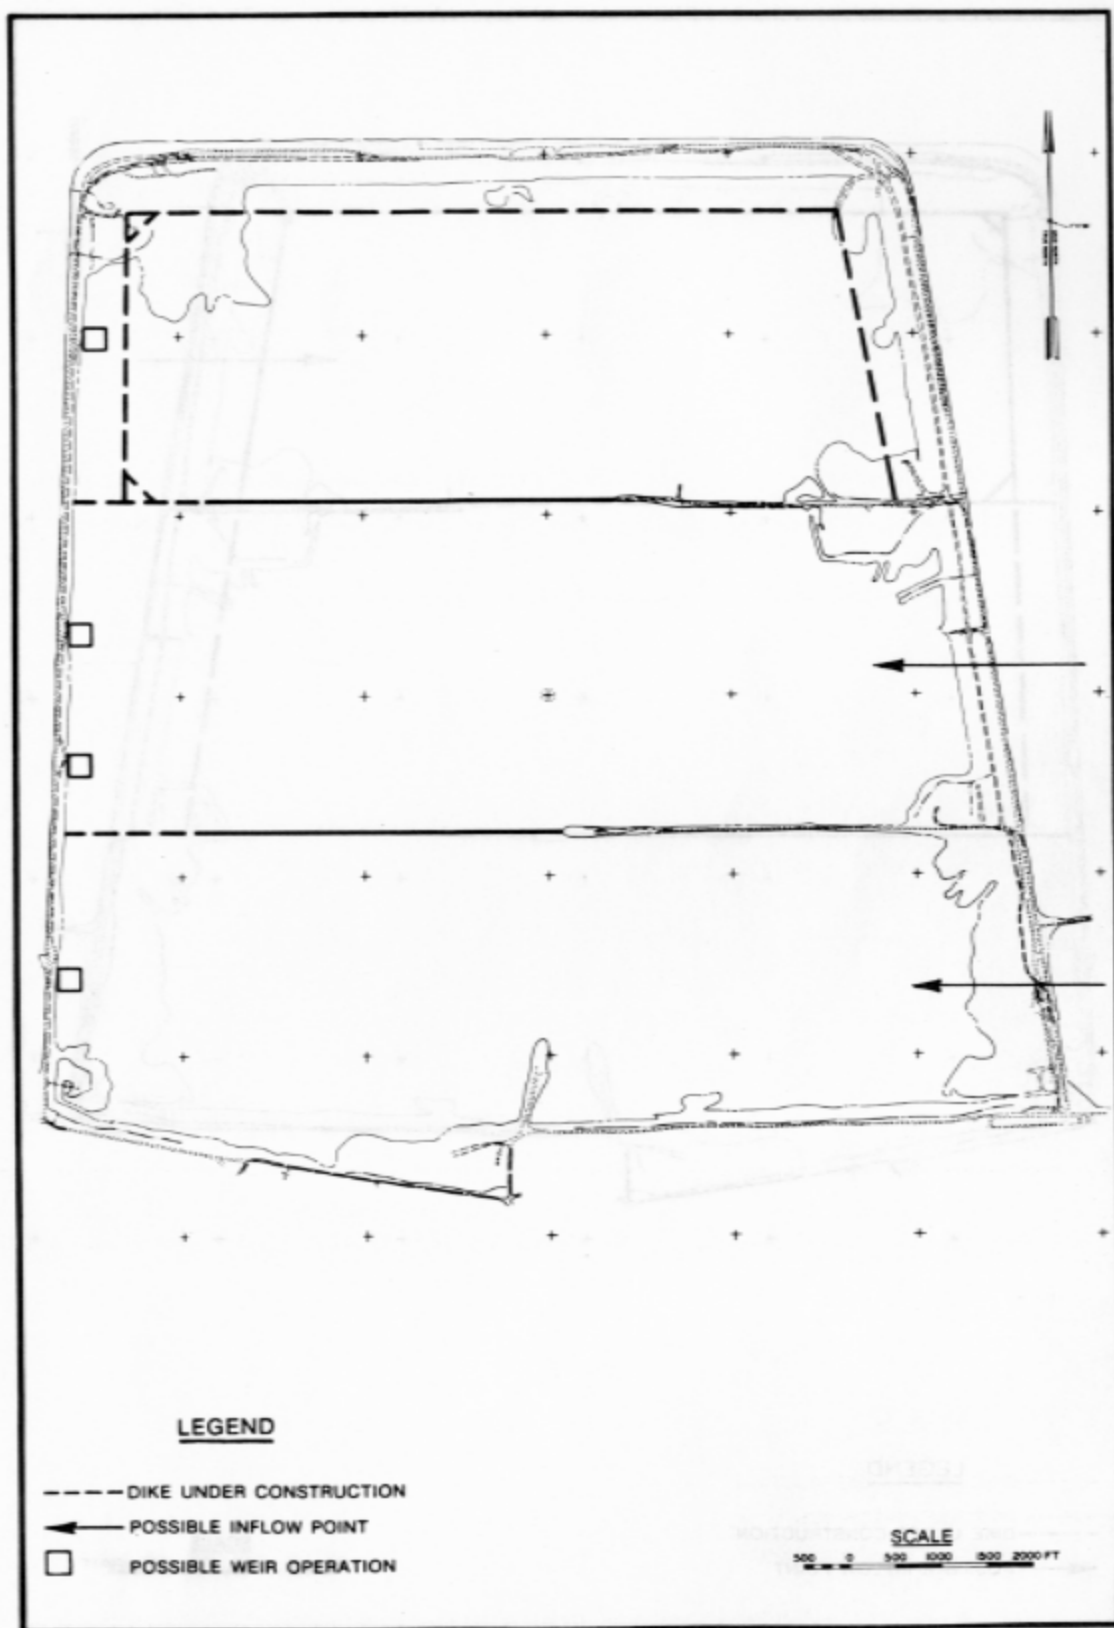 LEGEND
DIKE UNDER CONSTRUCTION
POSSIBLE INFLOW POINT
POSSIBLE WEIR OPERATION
SCALE
500 0 500 1000 1500 2000 FT